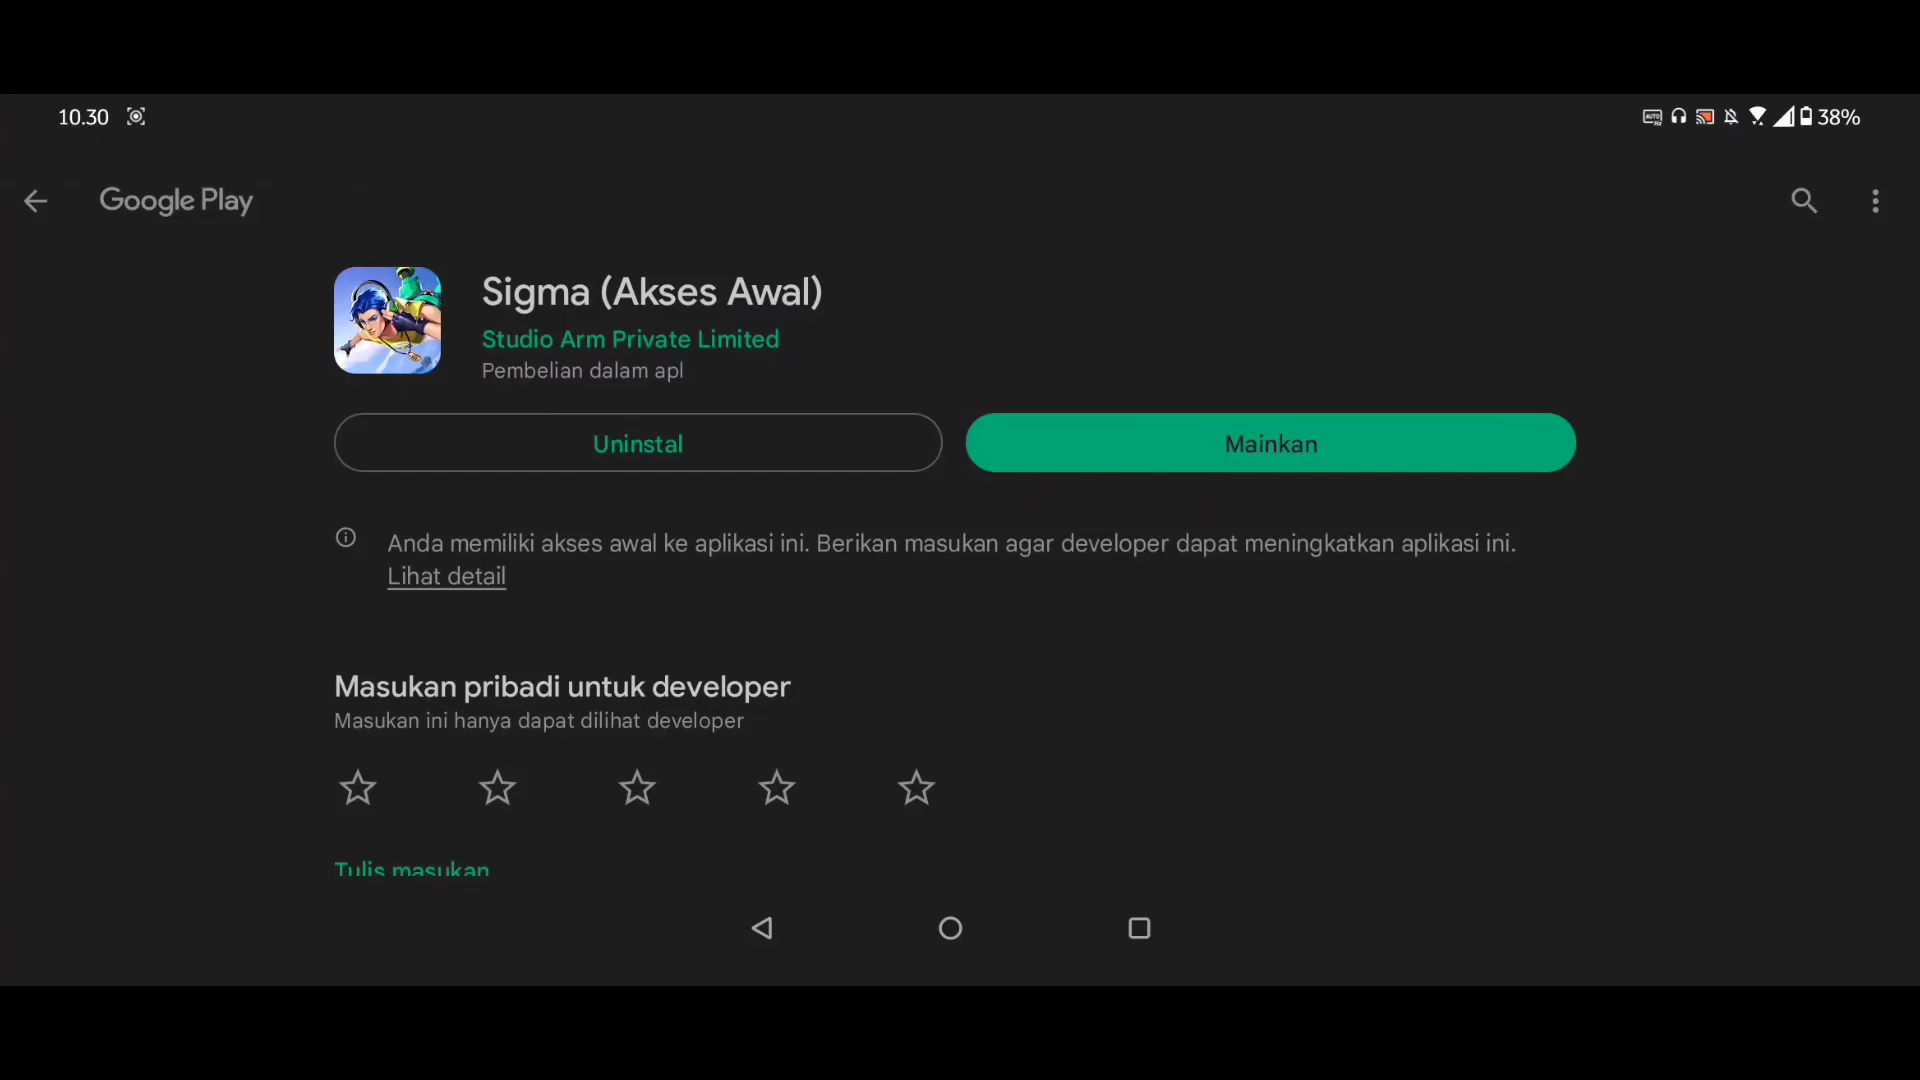 10.30
38%
Google Play
Sigma (Akses Awal)
Studio Arm Private Limited
Pembelian dalam apl
Uninstal
Mainkan
Anda memiliki akses awal ke aplikasi ini. Berikan masukan agar developer dapat meningkatkan aplikasi ini.
Lihat detail
Masukan pribadi untuk developer
Masukan ini hanya dapat dilihat developer
Tulis masukan